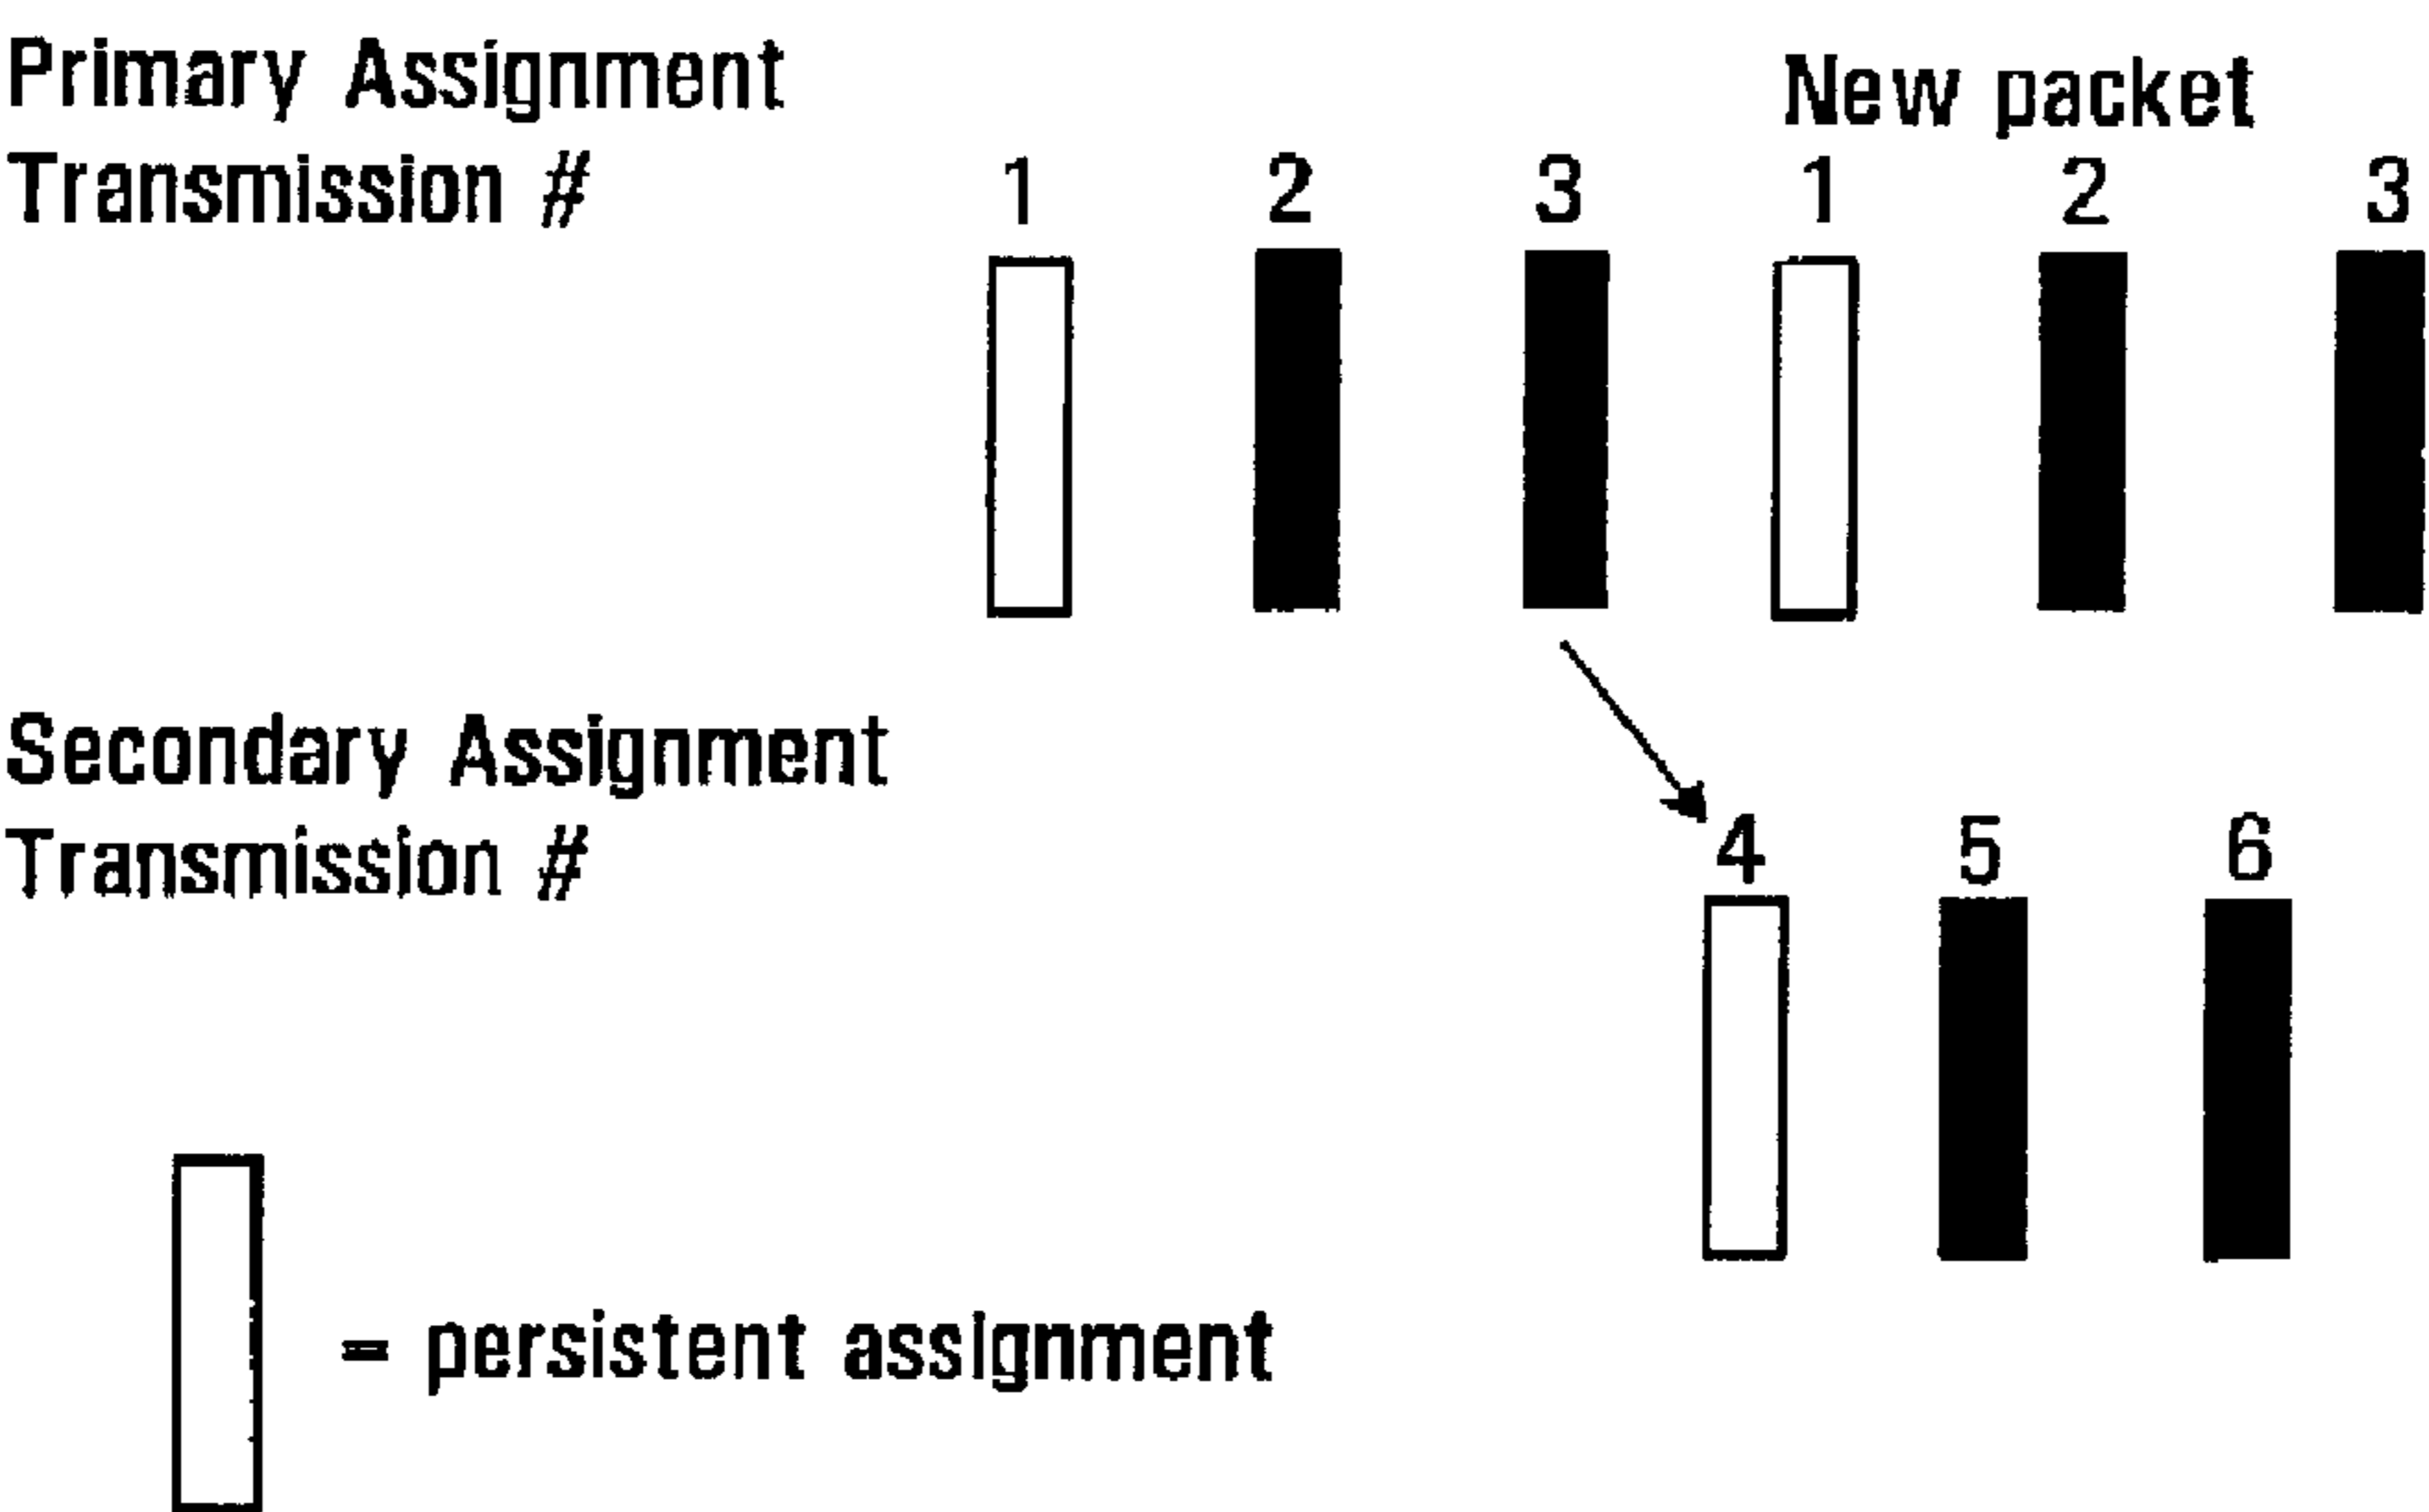 Primary Assignment
New packet
Transmission # 1 2 3 1 2 3
Secondary Assignment
Transmission # 4 5 6
= persistent assignment